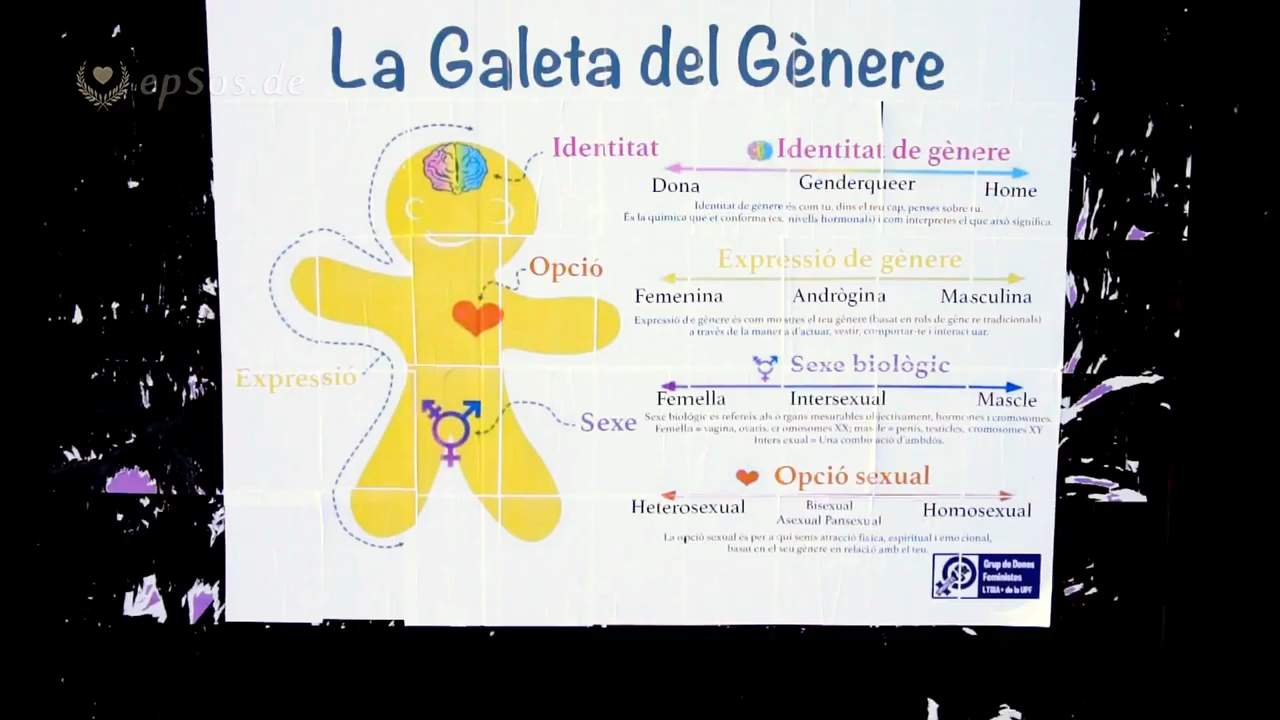 La Galeta del Gènere
epSos.de
Identitat
Identitat de gènere
Dona Genderqueer Home
Identitat de gènere és com tu, dins el teu cap, penses sobre tu.
És la química que et conforma (ex. nivells hormonals) i com interpretes el que això significa.
Opció
Expressió de gènere
Femenina Andrògina Masculina
Expressió de gènere és com mostres el teu gènere (basat en rols de gènere tradicionals)
a través de la manera d'actuar, vestir, comportar-te i interactuar.
Expressió
Sexe biològic
Femella Intersexual Mascle
Sexe
Sexe biològic es refereix als òrgans mesurables objectivament, hormones i cromosomes.
Femella = vagina, ovaris, cromosomes XX; mascle = penis, testicles, cromosomes XY
Intersexual = Una combinació d'ambdós.
Opció sexual
Heterosexual Bisexual Homosexual
Asexual Pansexual
La opció sexual és per a qui sents atracció física, espiritual i emocional,
basat en el seu gènere en relació amb el teu.
Grup de Dones
Feministes
LTBIA+ de la UPF